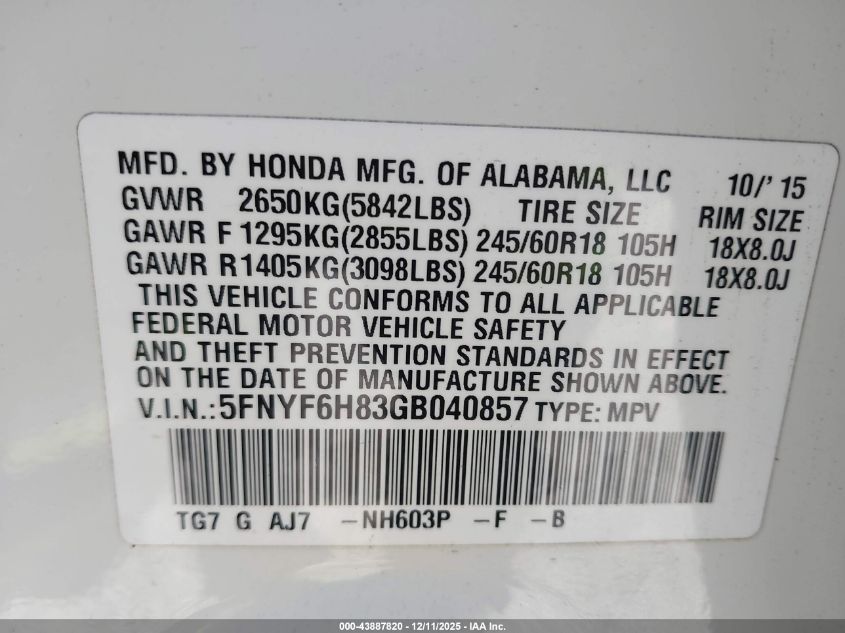 MFD. BY HONDA MFG. OF ALABAMA, LLC 10/' 15
GVWR 2650KG(5842LBS) TIRE SIZE RIM SIZE
GAWR F 1295KG(2855LBS) 245/60R18 105H 18X8.0J
GAWR R1405KG(3098LBS) 245/60R18 105H 18X8.0J
THIS VEHICLE CONFORMS TO ALL APPLICABLE
FEDERAL MOTOR VEHICLE SAFETY
AND THEFT PREVENTION STANDARDS IN EFFECT
ON THE DATE OF MANUFACTURE SHOWN ABOVE.
V.I.N.:5FNYF6H83GB040857 TYPE: MPV
TG7 G AJ7 -NH603P -F -B
000-43887820 - 12/11/2025 - IAA Inc.